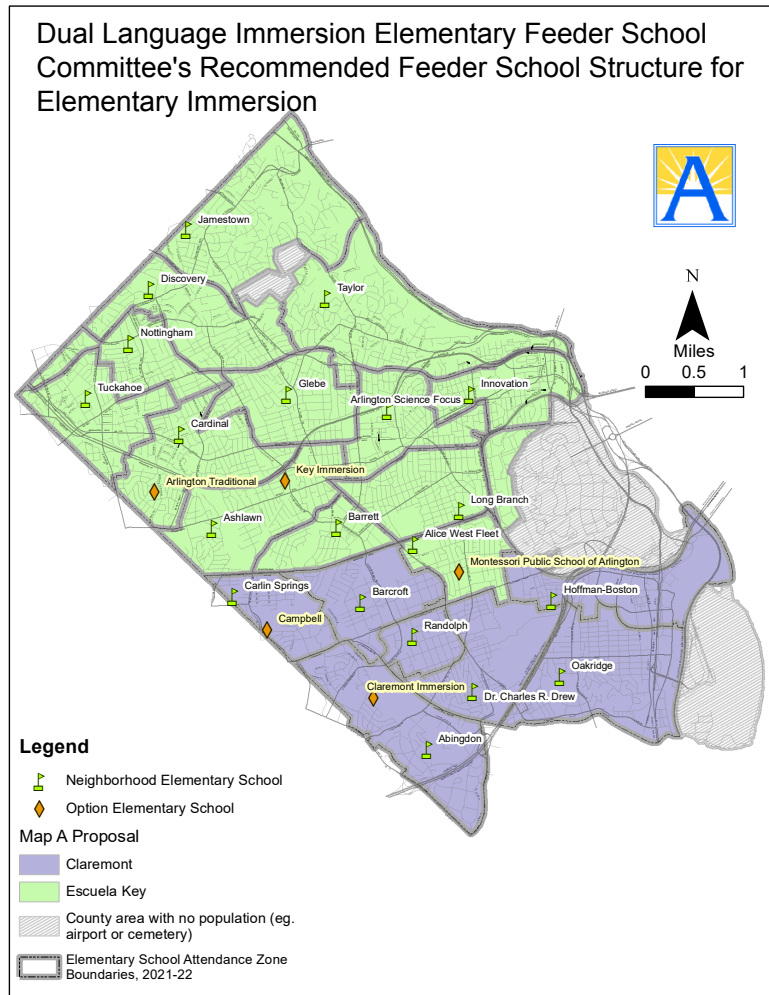 Dual Language Immersion Elementary Feeder School
Committee's Recommended Feeder School Structure for
Elementary Immersion
A
N
Miles
0 0.5 1
Jamestown
Discovery
Taylor
Nottingham
Tuckahoe
Glebe
Innovation
Arlington Science Focus
Cardinal
Key Immersion
Arlington Traditional
Long Branch
Ashlawn
Barrett
Alice West Fleet
Montessori Public School of Arlington
Carlin Springs
Barcroft
Hoffman-Boston
Campbell
Randolph
Oakridge
Claremont Immersion
Dr. Charles R. Drew
Abingdon
Legend
Neighborhood Elementary School
Option Elementary School
Map A Proposal
Claremont
Escuela Key
County area with no population (eg.
airport or cemetery)
Elementary School Attendance Zone
Boundaries, 2021-22